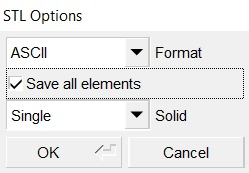 STL Options
ASCII Format
Save all elements
Single Solid
OK Cancel